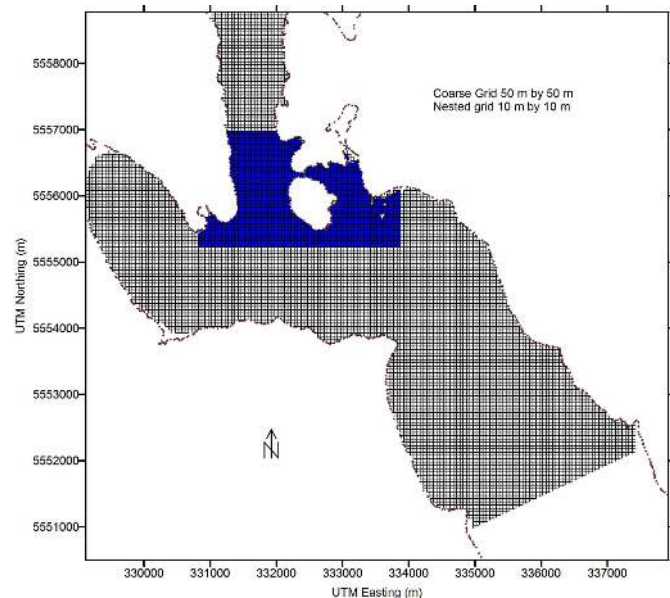 5558000
5557000
5556000
5555000
5554000
5553000
5552000
5551000
UTM Northing (m)
Coarse Grid 50 m by 50 m
Nested grid 10 m by 10 m
N
330000 331000 332000 333000 334000 335000 336000 337000
UTM Easting (m)